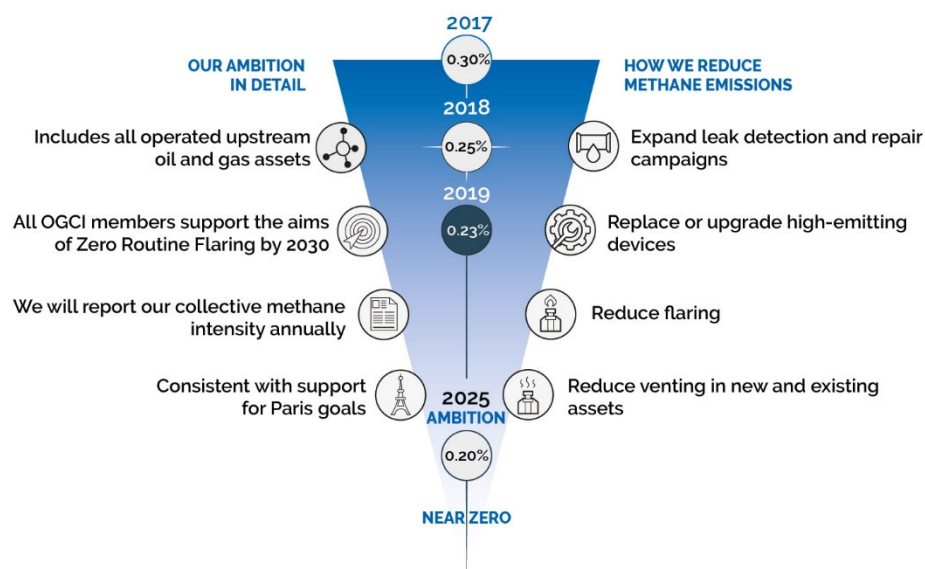 2017
0.30%
OUR AMBITION
IN DETAIL
HOW WE REDUCE
METHANE EMISSIONS
2018
0.25%
Includes all operated upstream
oil and gas assets
Expand leak detection and repair
campaigns
2019
0.23%
All OGCI members support the aims
of Zero Routine Flaring by 2030
Replace or upgrade high-emitting
devices
We will report our collective methane
intensity annually
Reduce flaring
Consistent with support
for Paris goals
Reduce venting in new and existing
assets
2025
AMBITION
0.20%
NEAR ZERO